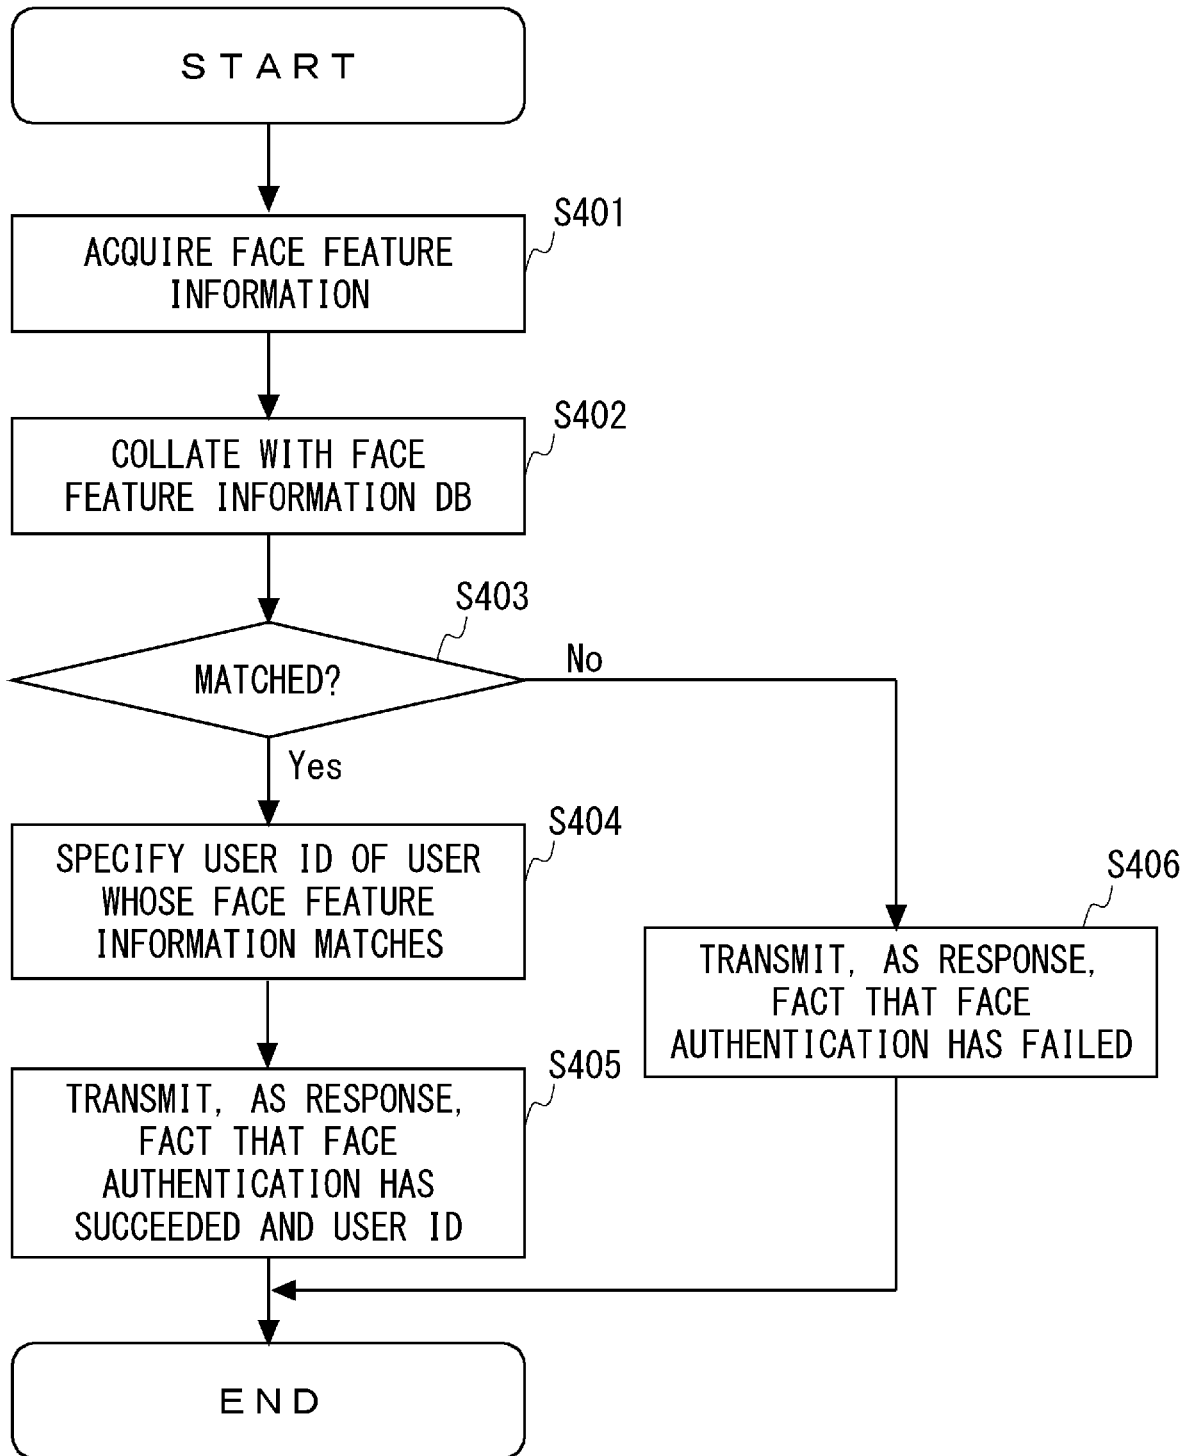 START
S401
ACQUIRE FACE FEATURE
INFORMATION
S402
COLLATE WITH FACE
FEATURE INFORMATION DB
S403
MATCHED?
No
Yes
S404
SPECIFY USER ID OF USER
WHOSE FACE FEATURE
INFORMATION MATCHES
S406
TRANSMIT, AS RESPONSE,
FACT THAT FACE
AUTHENTICATION HAS FAILED
S405
TRANSMIT, AS RESPONSE,
FACT THAT FACE
AUTHENTICATION HAS
SUCCEEDED AND USER ID
END